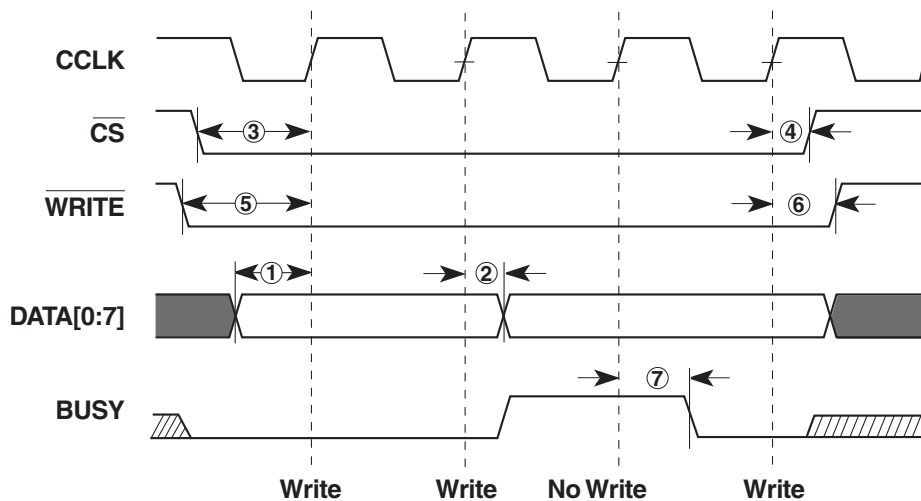 CCLK
CS
③ ④
WRITE
⑤ ⑥
① ②
DATA[0:7]
⑦
BUSY
Write Write No Write Write